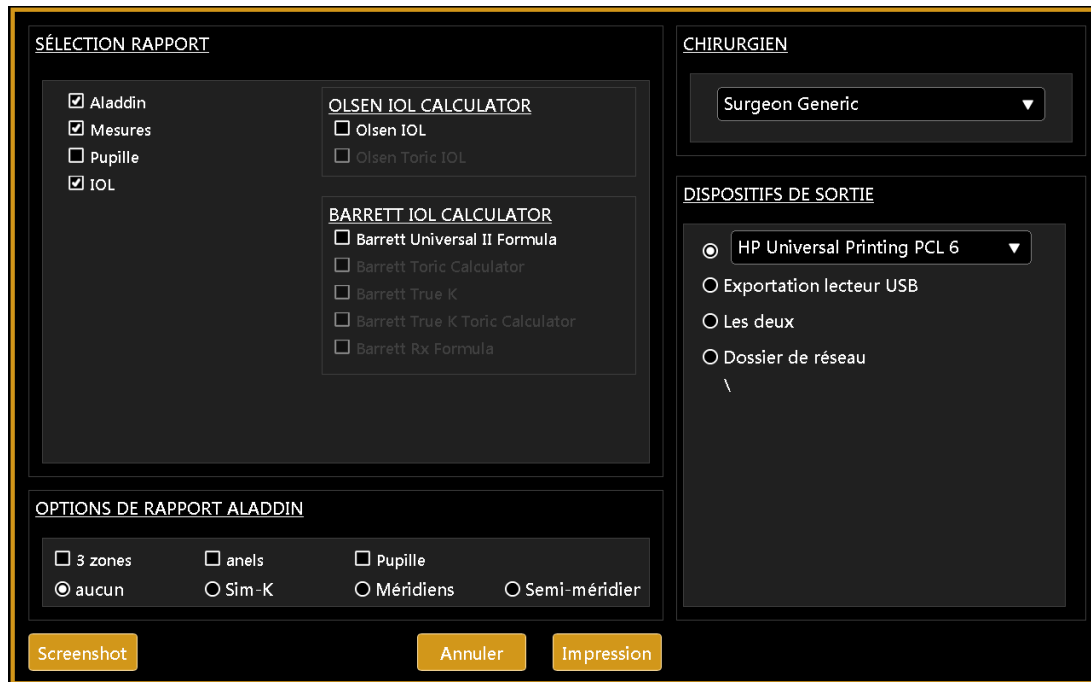 SÉLECTION RAPPORT
Aladdin
Mesures
Pupille
IOL
OLSEN IOL CALCULATOR
Olsen IOL
Olsen Toric IOL
BARRETT IOL CALCULATOR
Barrett Universal II Formula
Barrett Toric Calculator
Barrett True K
Barrett True K Toric Calculator
Barrett Rx Formula
OPTIONS DE RAPPORT ALADDIN
3 zones anels Pupille
aucun Sim-K Méridiens Semi-méridier
CHIRURGIEN
Surgeon Generic
DISPOSITIFS DE SORTIE
HP Universal Printing PCL 6
Exportation lecteur USB
Les deux
Dossier de réseau
\
Screenshot Annuler Impression